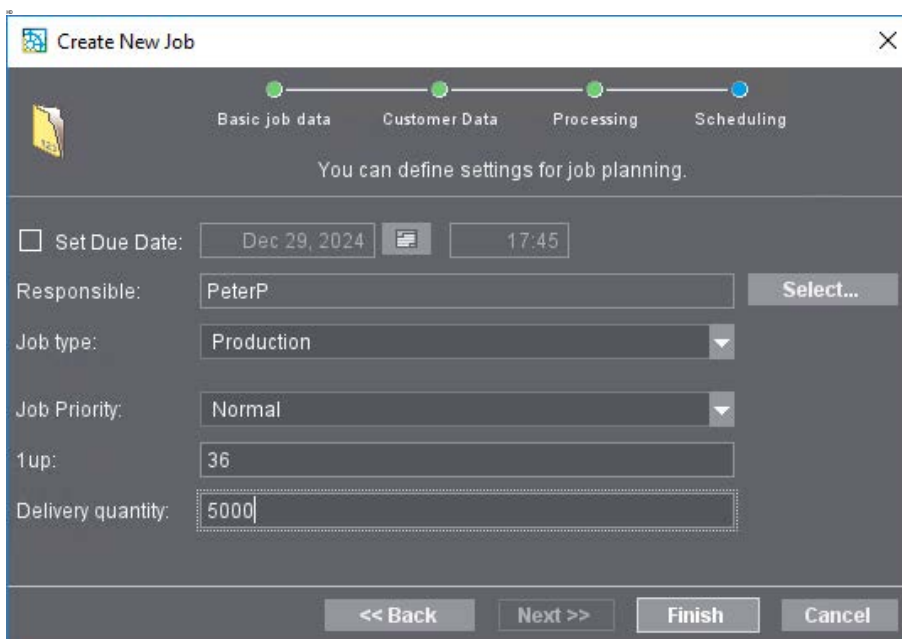 Create New Job
Basic job data Customer Data Processing Scheduling
You can define settings for job planning.
Set Due Date: Dec 29, 2024 17:45
Responsible: PeterP Select...
Job type: Production
Job Priority: Normal
1up: 36
Delivery quantity: 5000
<< Back Next >> Finish Cancel